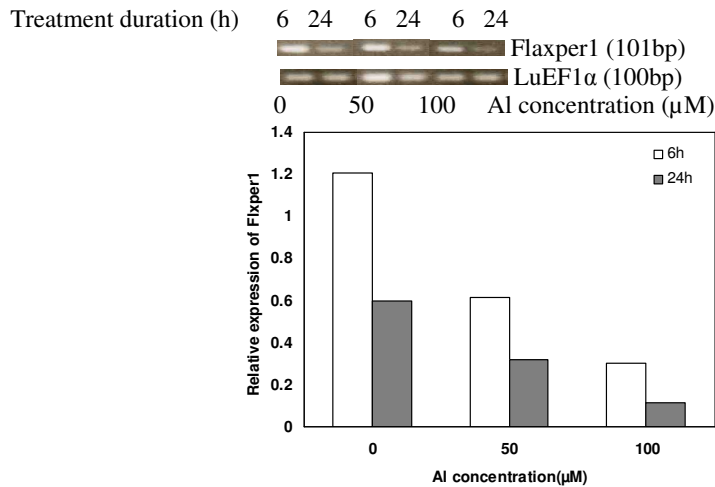 Treatment duration (h) 6 24 6 24 6 24
Flaxper1 (101bp)
LuEF1α (100bp)
0 50 100 Al concentration (µM)
1.4
1.2
1
0.8
0.6
0.4
0.2
0
Relative expression of Flxper1
6h
24h
0 50 100
Al concentration(µM)